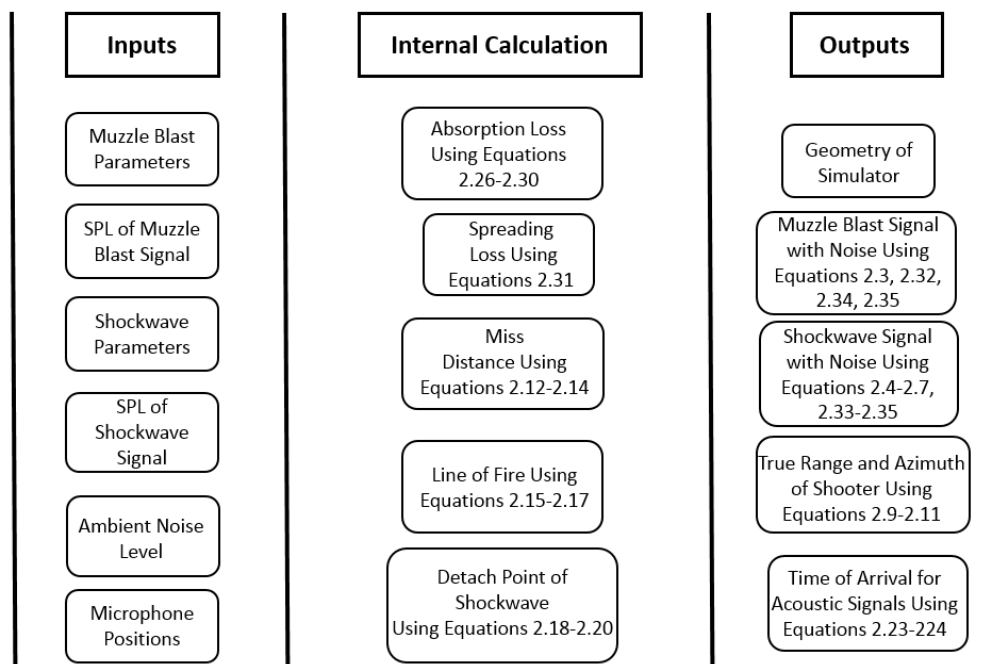 Inputs
Muzzle Blast
Parameters
SPL of Muzzle
Blast Signal
Shockwave
Parameters
SPL of
Shockwave
Signal
Ambient Noise
Level
Microphone
Positions
Internal Calculation
Absorption Loss
Using Equations
2.26-2.30
Spreading
Loss Using
Equations 2.31
Miss
Distance Using
Equations 2.12-2.14
Line of Fire Using
Equations 2.15-2.17
Detach Point of
Shockwave
Using Equations 2.18-2.20
Outputs
Geometry of
Simulator
Muzzle Blast Signal
with Noise Using
Equations 2.3, 2.32,
2.34, 2.35
Shockwave Signal
with Noise Using
Equations 2.4-2.7,
2.33-2.35
True Range and Azimuth
of Shooter Using
Equations 2.9-2.11
Time of Arrival for
Acoustic Signals Using
Equations 2.23-224